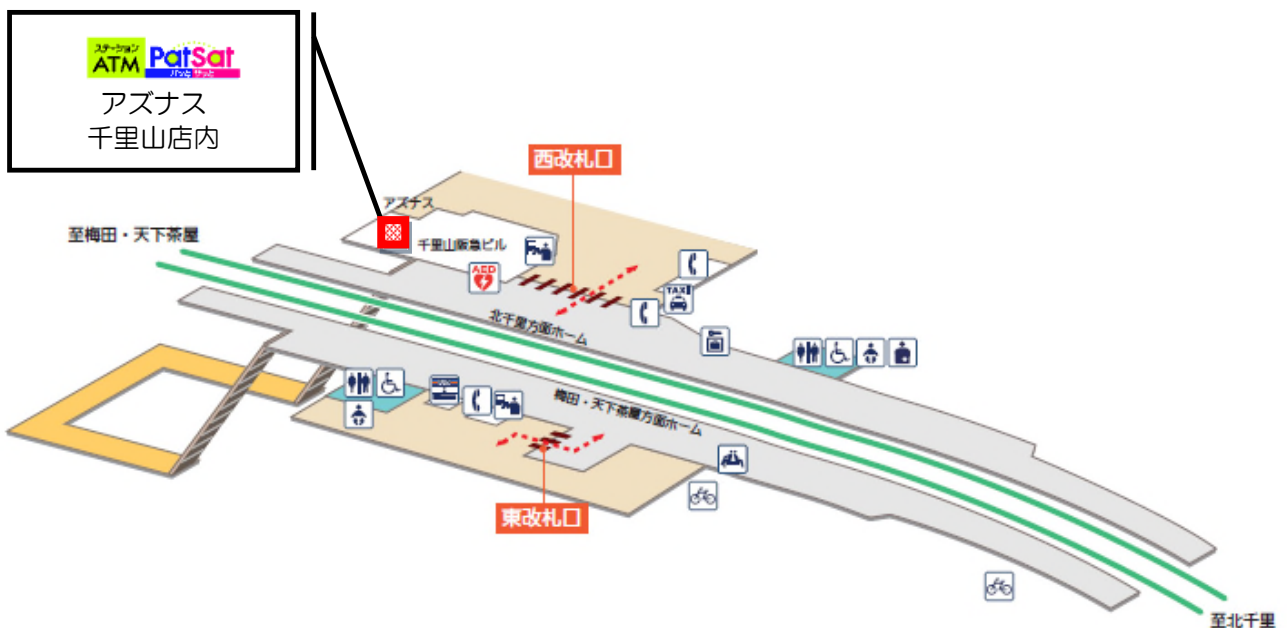 ステーション
ATM PatSat
パッと サッと
アズナス
千里山店内
西改札口
アズナス
至梅田・天下茶屋
千里山阪急ビル
AED
TAXI
北千里方面ホーム
梅田・天下茶屋方面ホーム
東改札口
至北千里